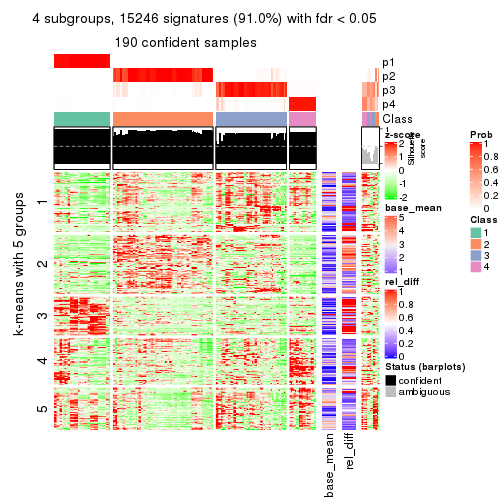 4 subgroups, 15246 signatures (91.0%) with fdr < 0.05
190 confident samples
p1
p2
p3
p4
Class
1
Silhouette
score
k-means with 5 groups
1
2
3
4
5
base_mean
rel_diff
z-score
2
1
0
-1
-2
base_mean
5
4
3
2
1
rel_diff
1
0.8
0.6
0.4
0.2
0
Status (barplots)
confident
ambiguous
Prob
1
0.8
0.6
0.4
0.2
0
Class
1
2
3
4